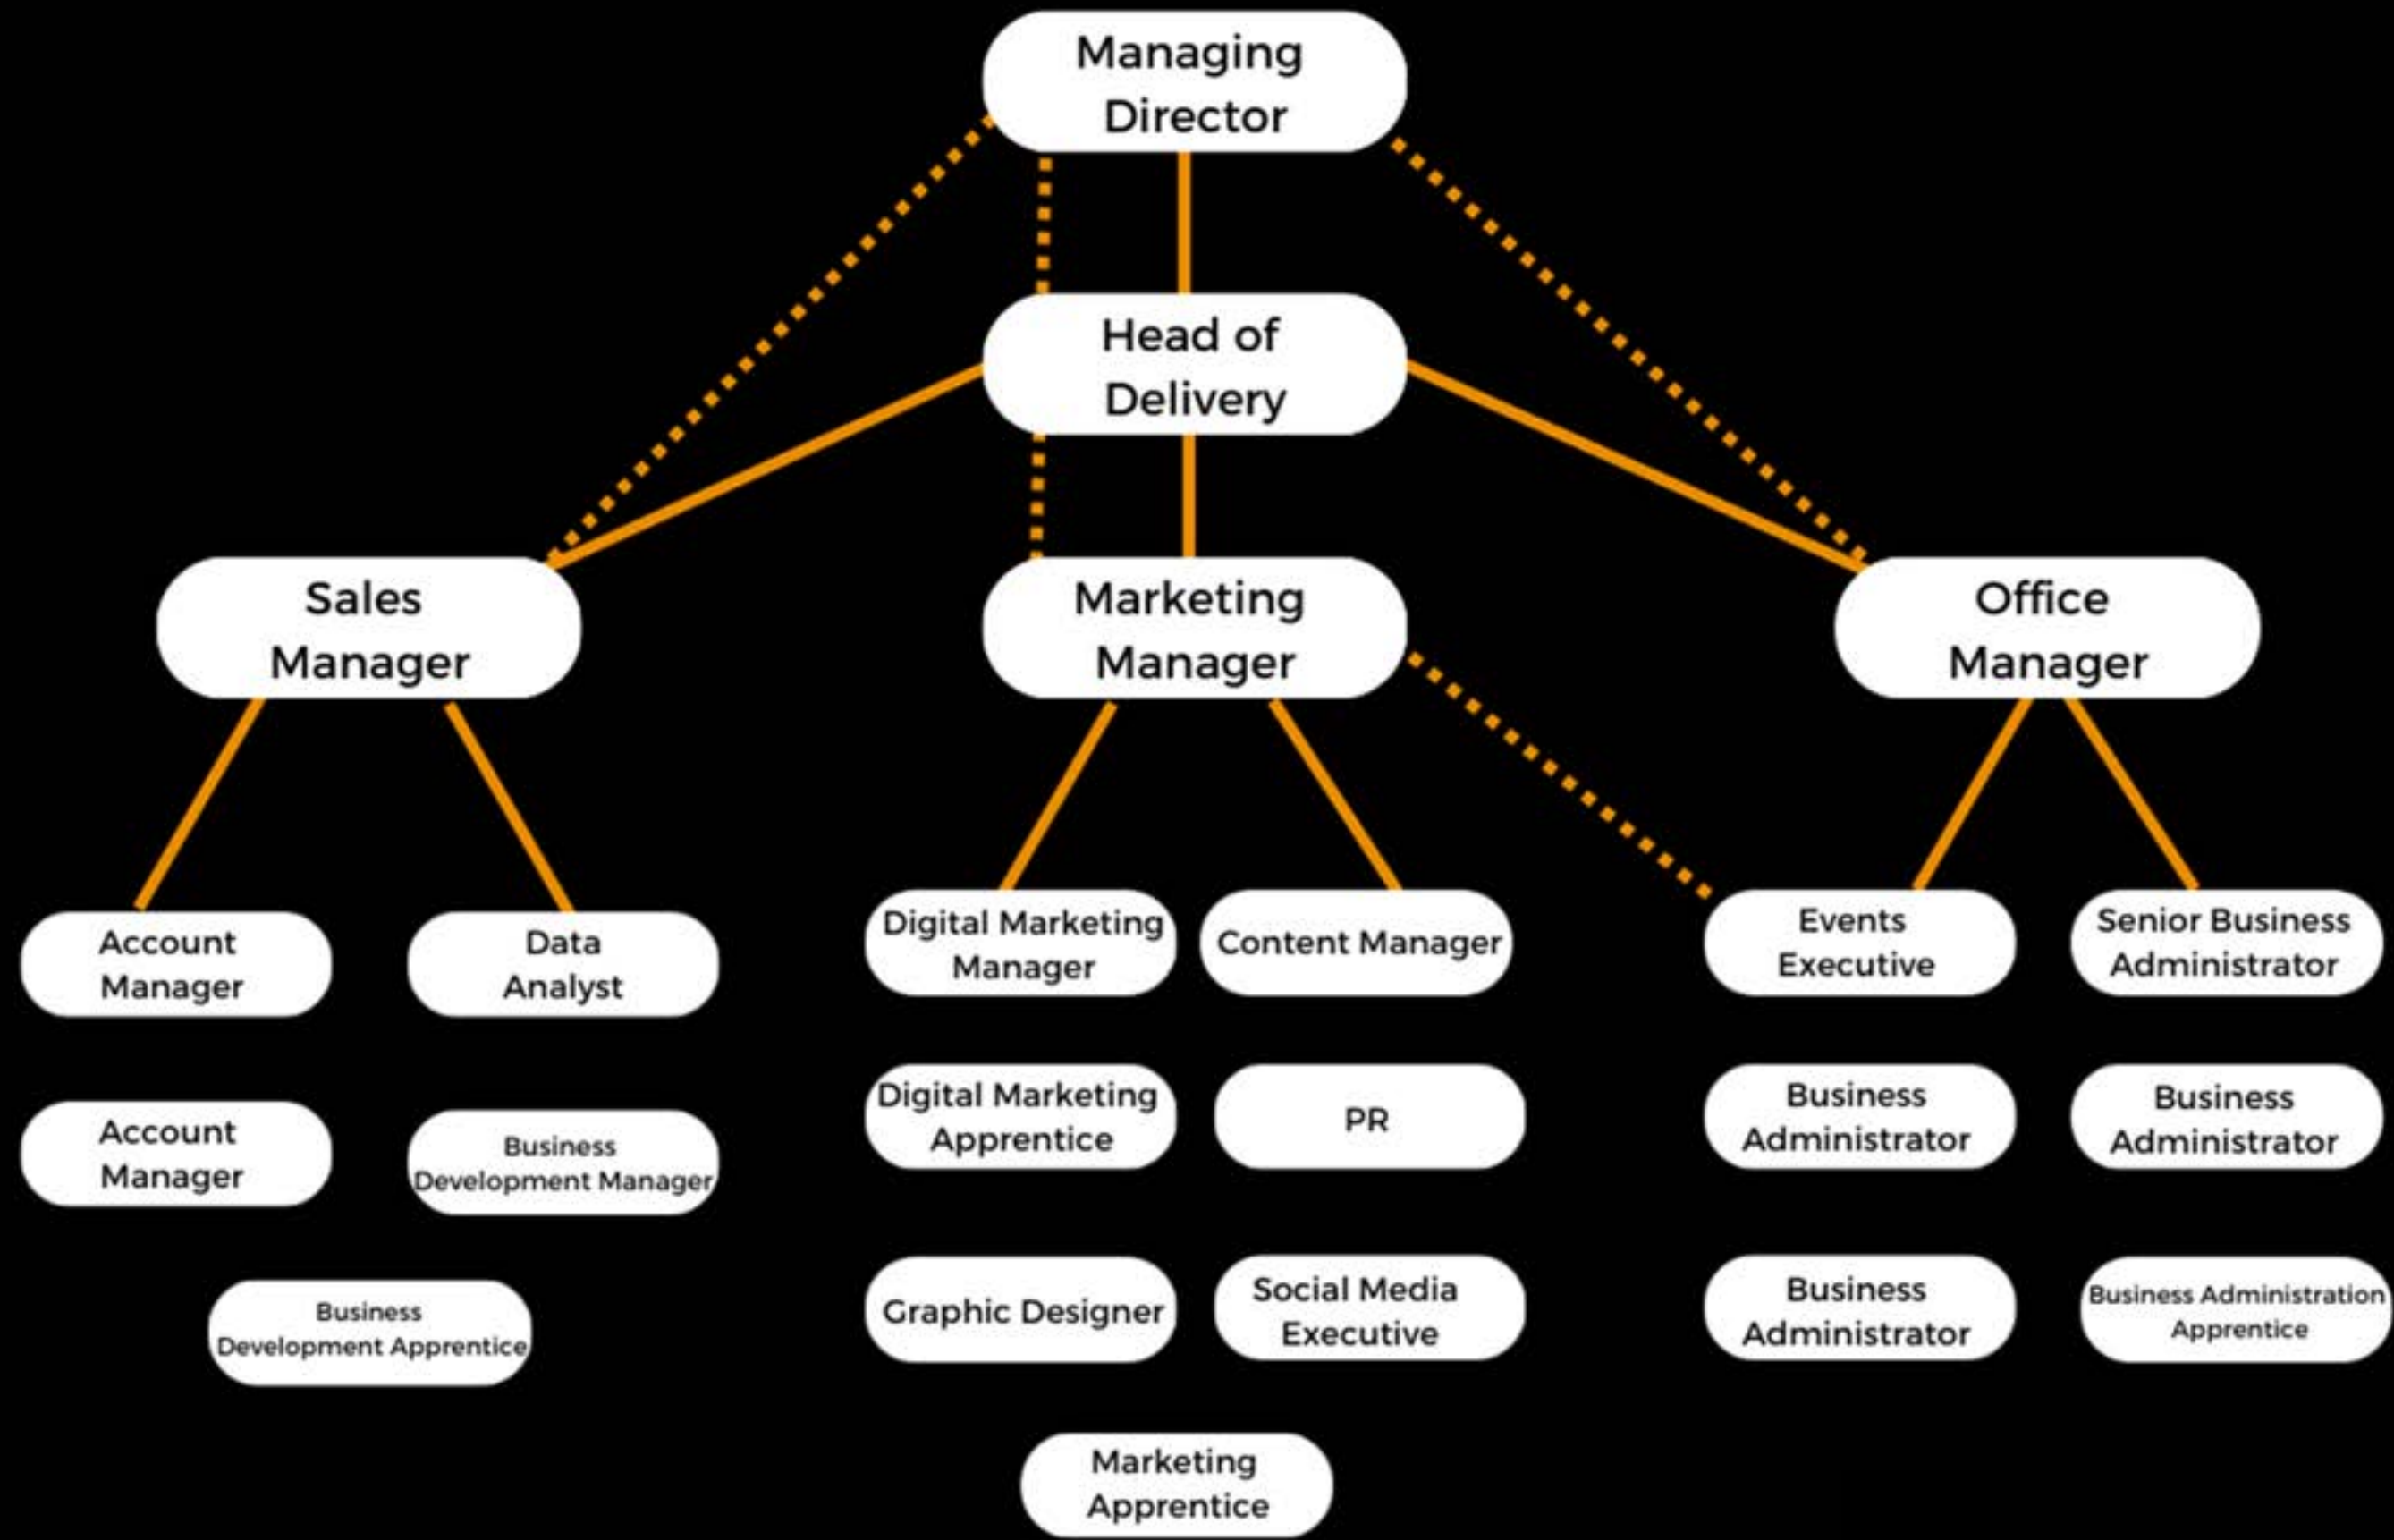 Managing
Director
Head of
Delivery
Sales
Manager
Marketing
Manager
Office
Manager
Account
Manager
Data
Analyst
Digital Marketing
Manager
Content Manager
Events
Executive
Senior Business
Administrator
Account
Manager
Business
Development Manager
Digital Marketing
Apprentice
PR
Business
Administrator
Business
Administrator
Business
Development Apprentice
Graphic Designer
Social Media
Executive
Business
Administrator
Business Administration
Apprentice
Marketing
Apprentice